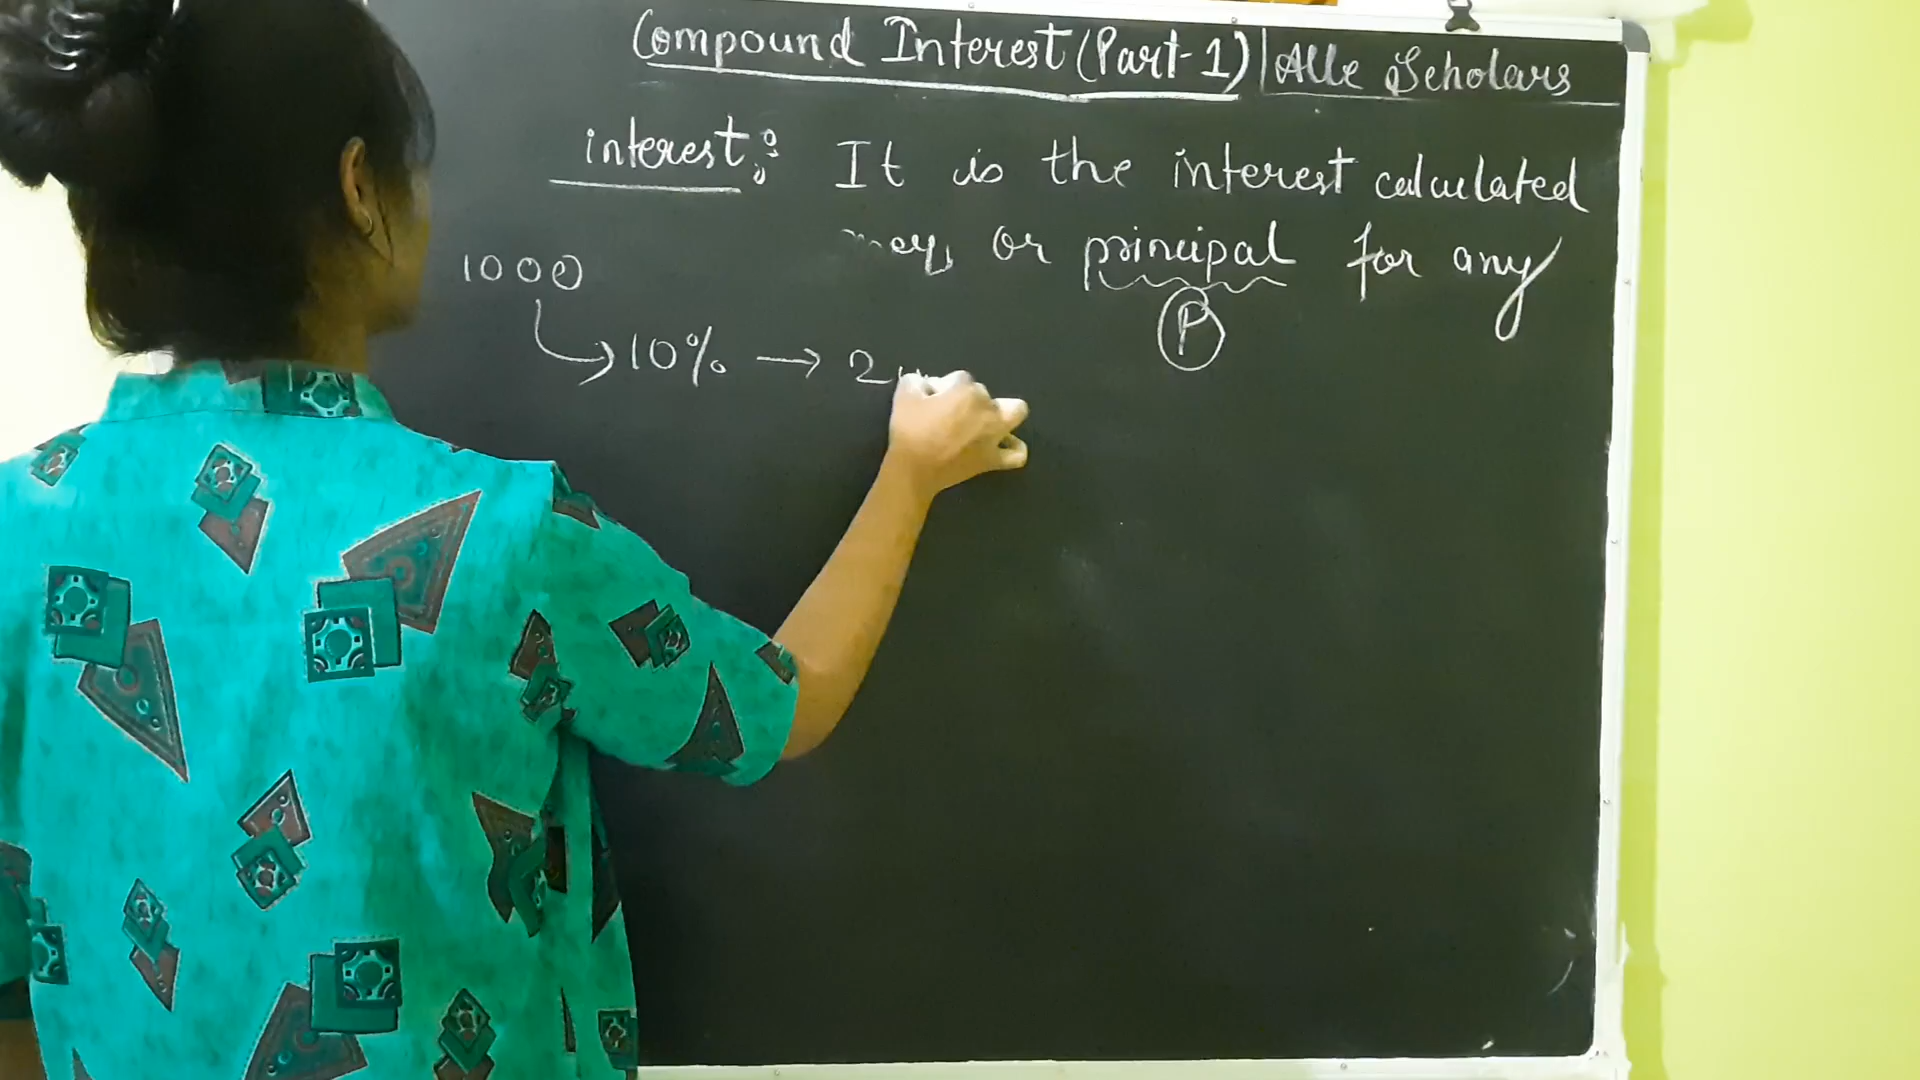 Compound Interest (Part-1) | Alle Scholars
interest: It is the interest calculated
or principal for any
P
1000
10% → 2